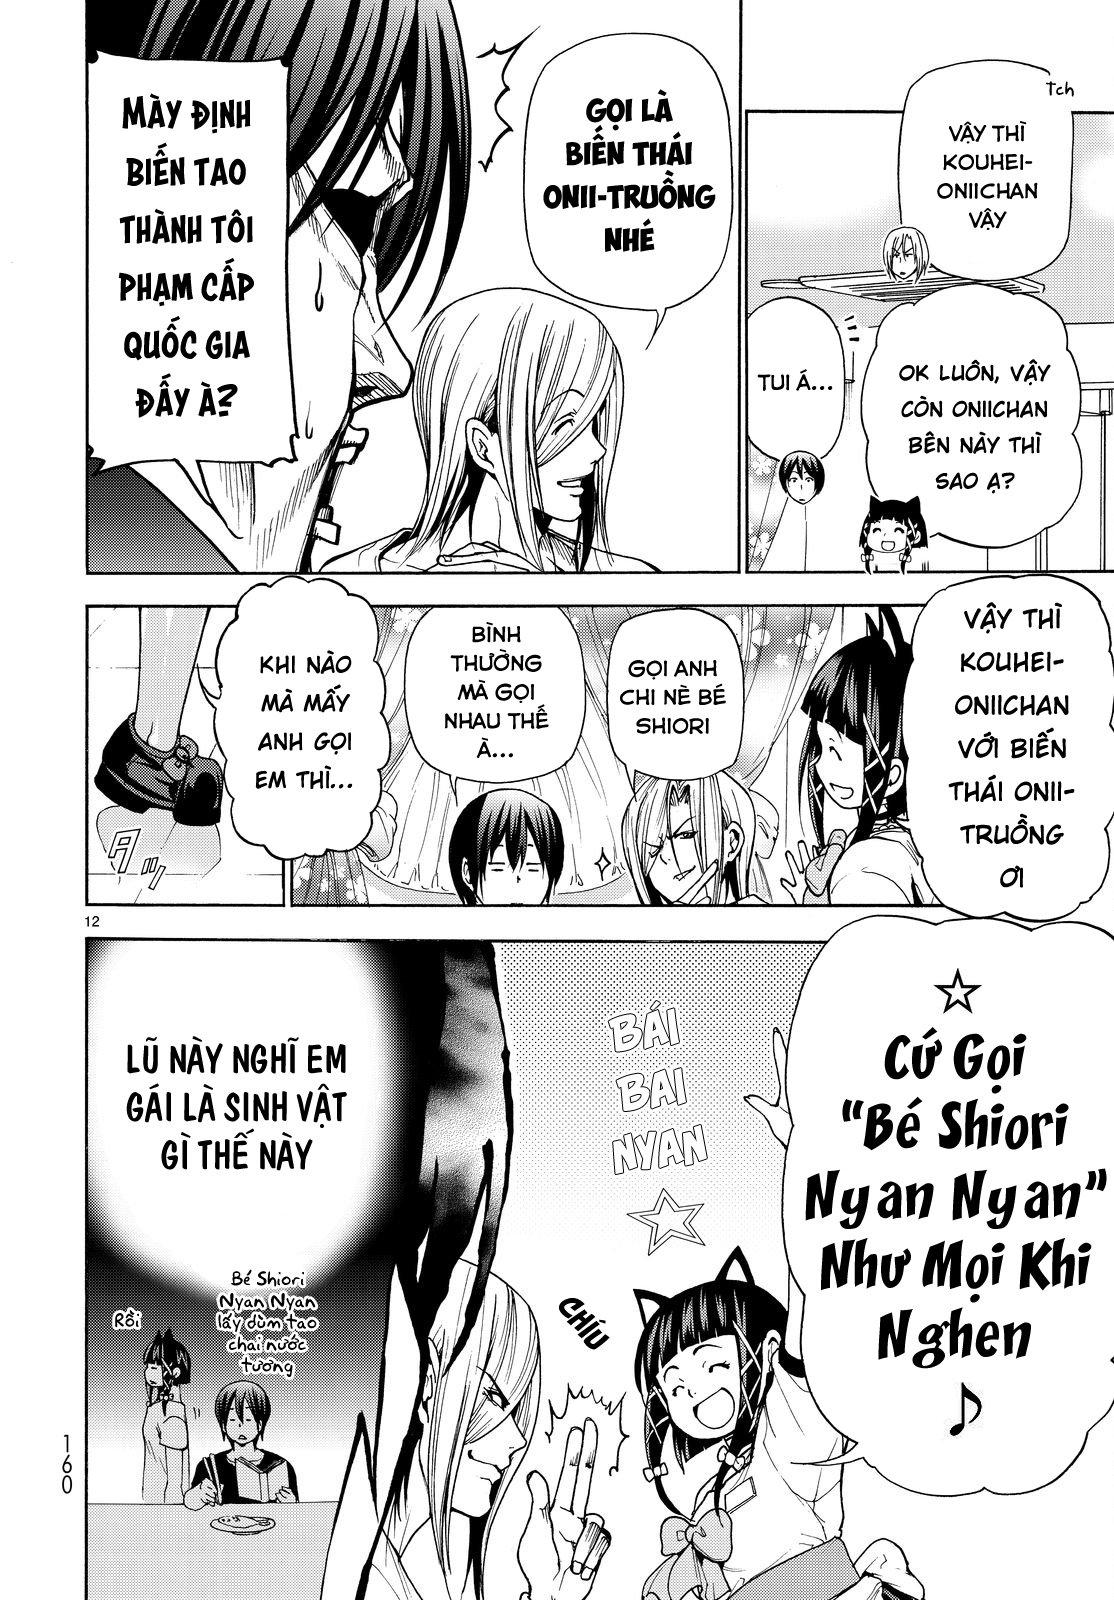 Tch
VẬY THÌ
KOUHEI-
ONIICHAN
VẬY
OK LUÔN, VẬY
CÒN ONIICHAN
BÊN NÀY THÌ
SAO Ạ?
TUI Á...
GỌI LÀ
BIẾN THÁI
ONII-TRUỒNG
NHÉ
MÀY ĐỊNH
BIẾN TAO
THÀNH TÔI
PHẠM CẤP
QUỐC GIA
ĐẤY À?
VẬY THÌ
KOUHEI-
ONIICHAN
VỚI BIẾN
THÁI ONII-
TRUỒNG
ƠI
GỌI ANH
CHI NÈ BÉ
SHIORI
BÌNH
THƯỜNG
MÀ GỌI
NHAU THẾ
À...
KHI NÀO
MÀ MẤY
ANH GỌI
EM THÌ...
タッ
12
☆
Cứ Gọi
"Bé Shiori
Nyan Nyan"
Như Mọi Khi
Nghen
♪
BÁI
BAI
NYAN
☆
CHÍU
LŨ NÀY NGHĨ EM
GÁI LÀ SINH VẬT
GÌ THẾ NÀY
Bé Shiori
Nyan Nyan
lấy dùm tao
chai nước
tương
Rồi
160